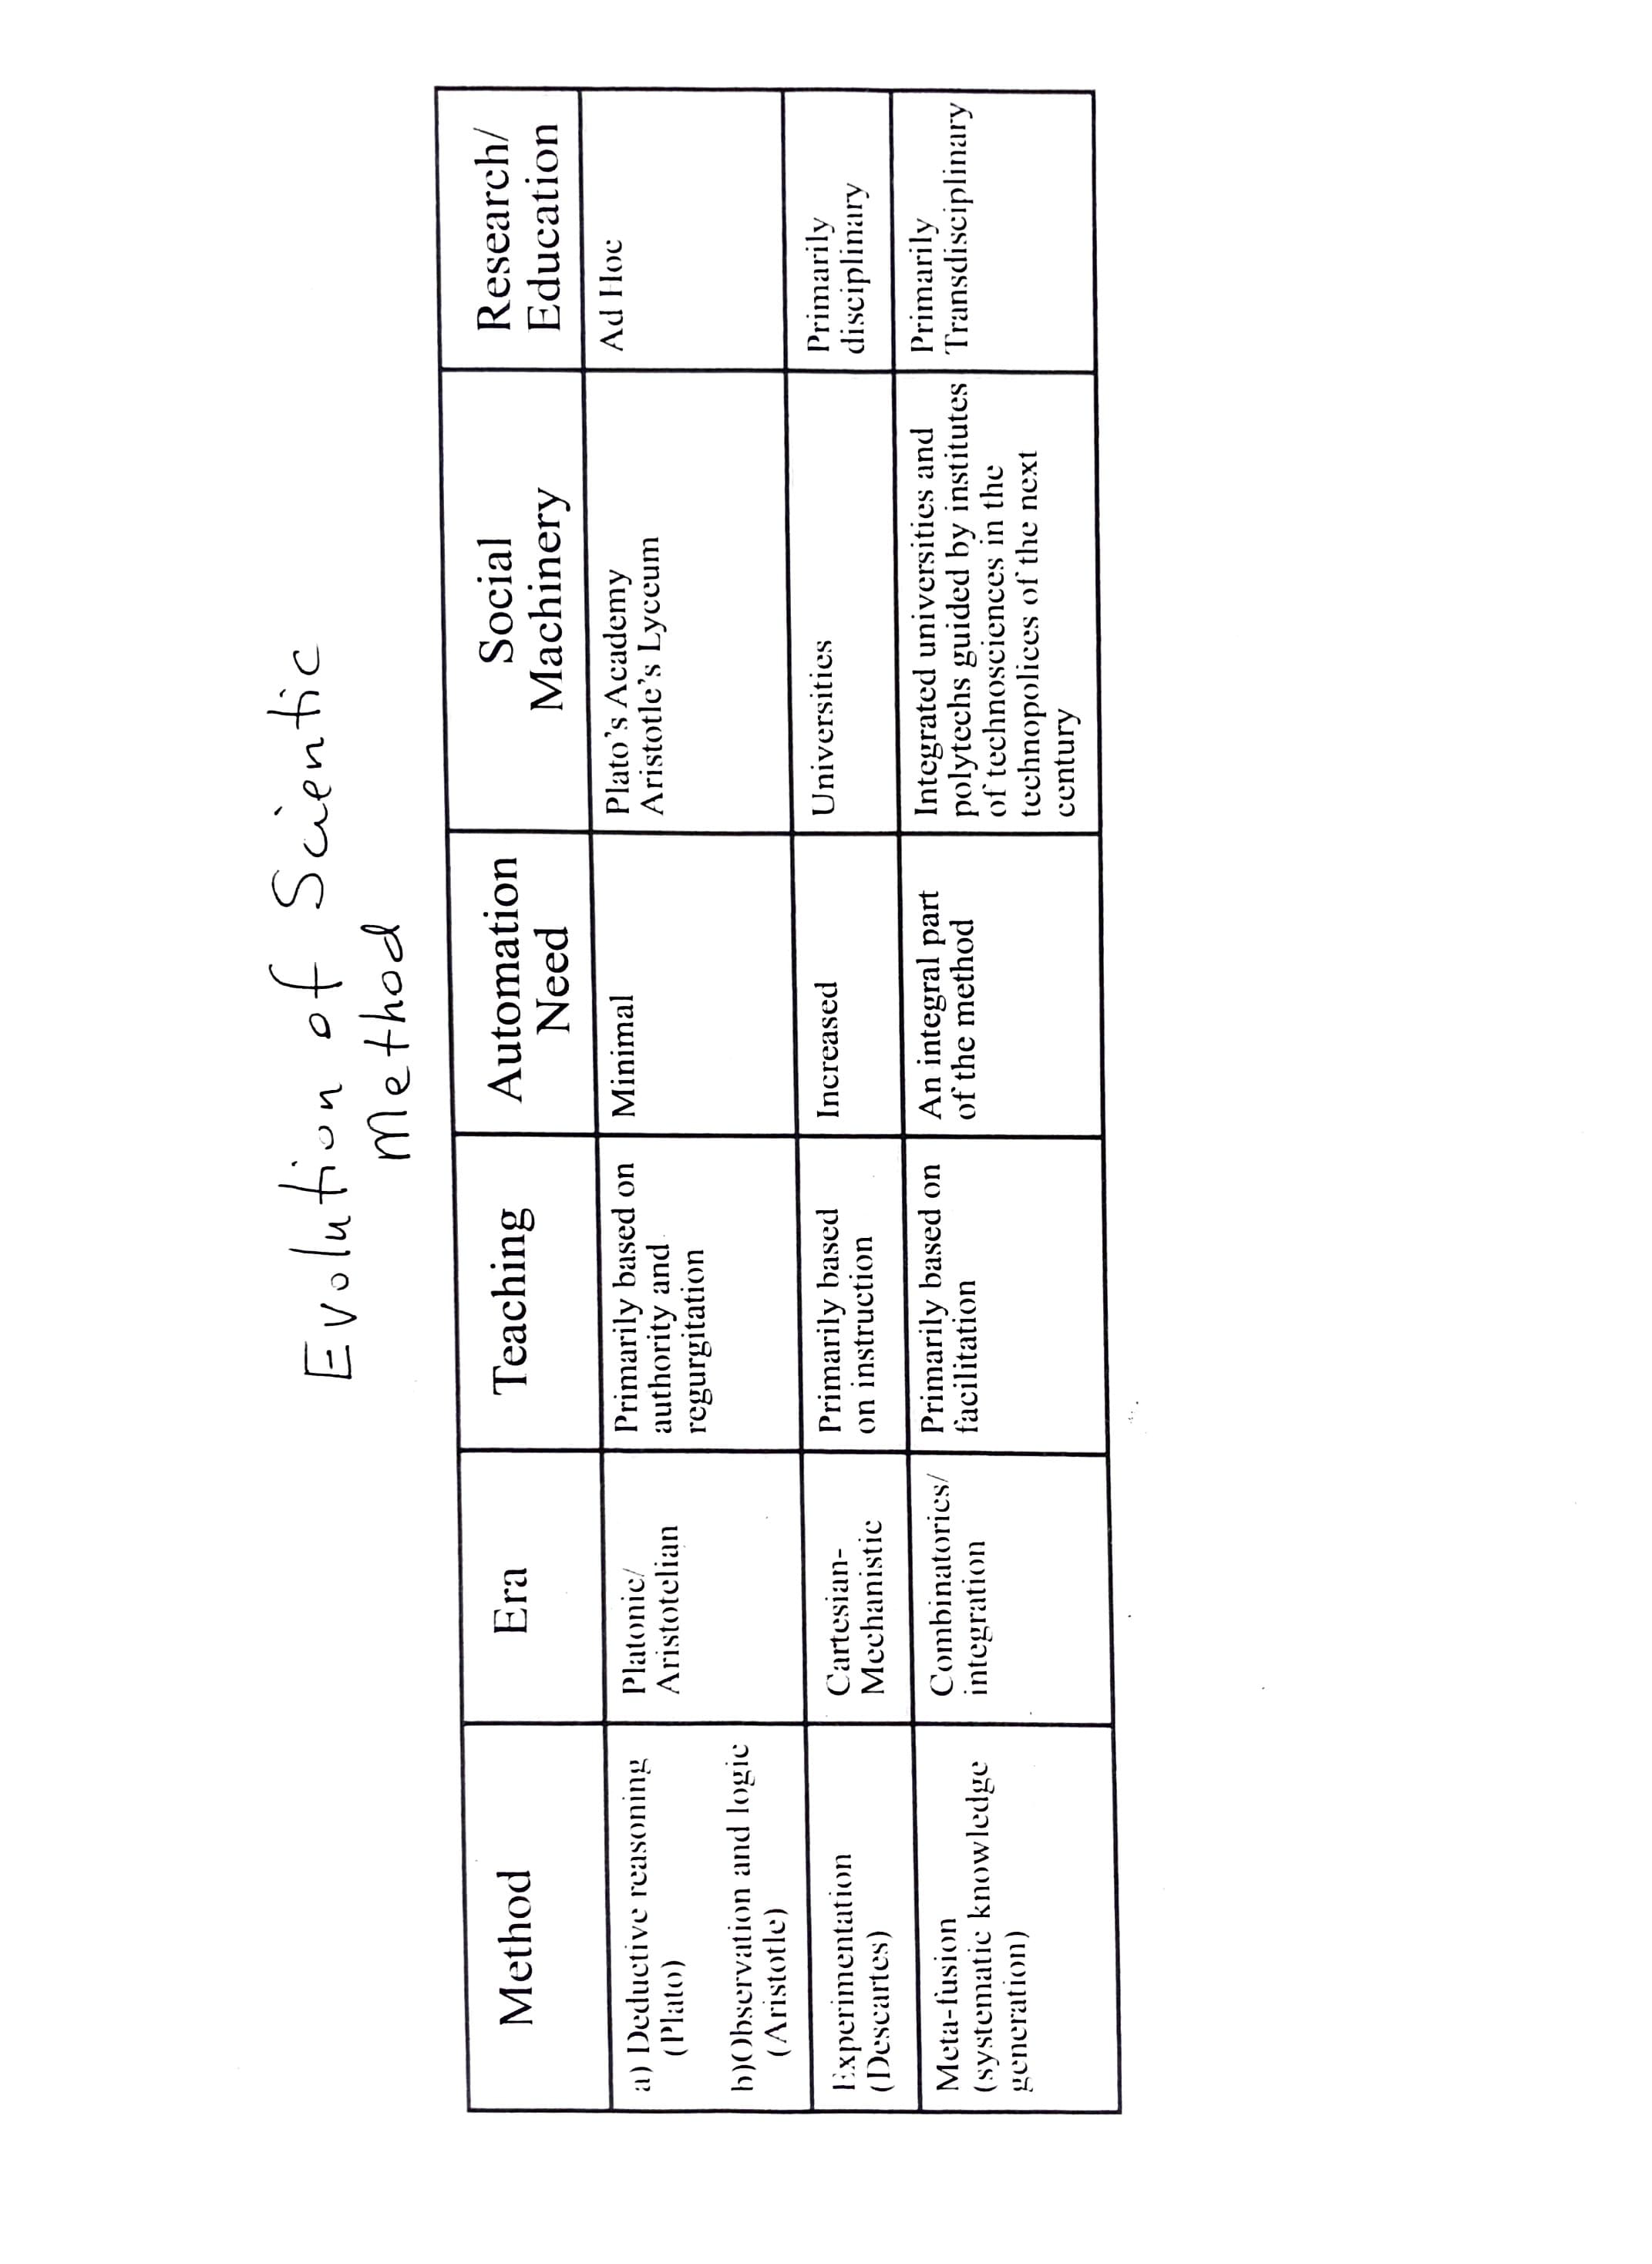 Evolution of Scientific
Method
Method
Era
Teaching
Automation
Need
Social
Machinery
Research/
Education
a) Deductive reasoning
(Plato)
b)Observation and logic
(Aristotle)
Platonic/
Aristotelian
Primarily based on
authority and
regurgitation
Minimal
Plato's Academy
Aristotle's Lyceum
Ad Hoc
Experimentation
(Descartes)
Cartesian-
Mechanistic
Primarily based
on instruction
Increased
Universities
Primarily
disciplinary
Meta-fusion
(systematic knowledge
generation)
Combinatorics/
integration
Primarily based on
facilitation
An integral part
of the method
Integrated universities and
polytechs guided by institutes
of technosciences in the
technopolices of the next
century
Primarily
Transdisciplinary